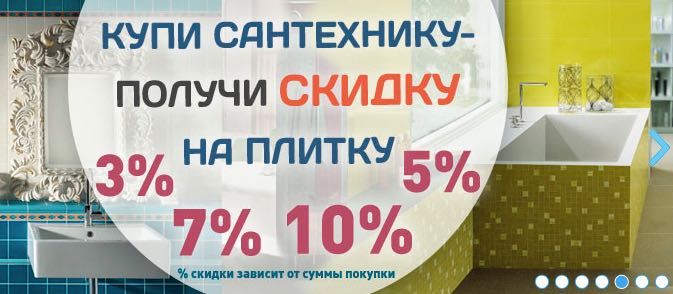 КУПИ САНТЕХНИКУ-
ПОЛУЧИ СКИДКУ
НА ПЛИТКУ
3% 5%
7% 10%
% скидки зависит от суммы покупки